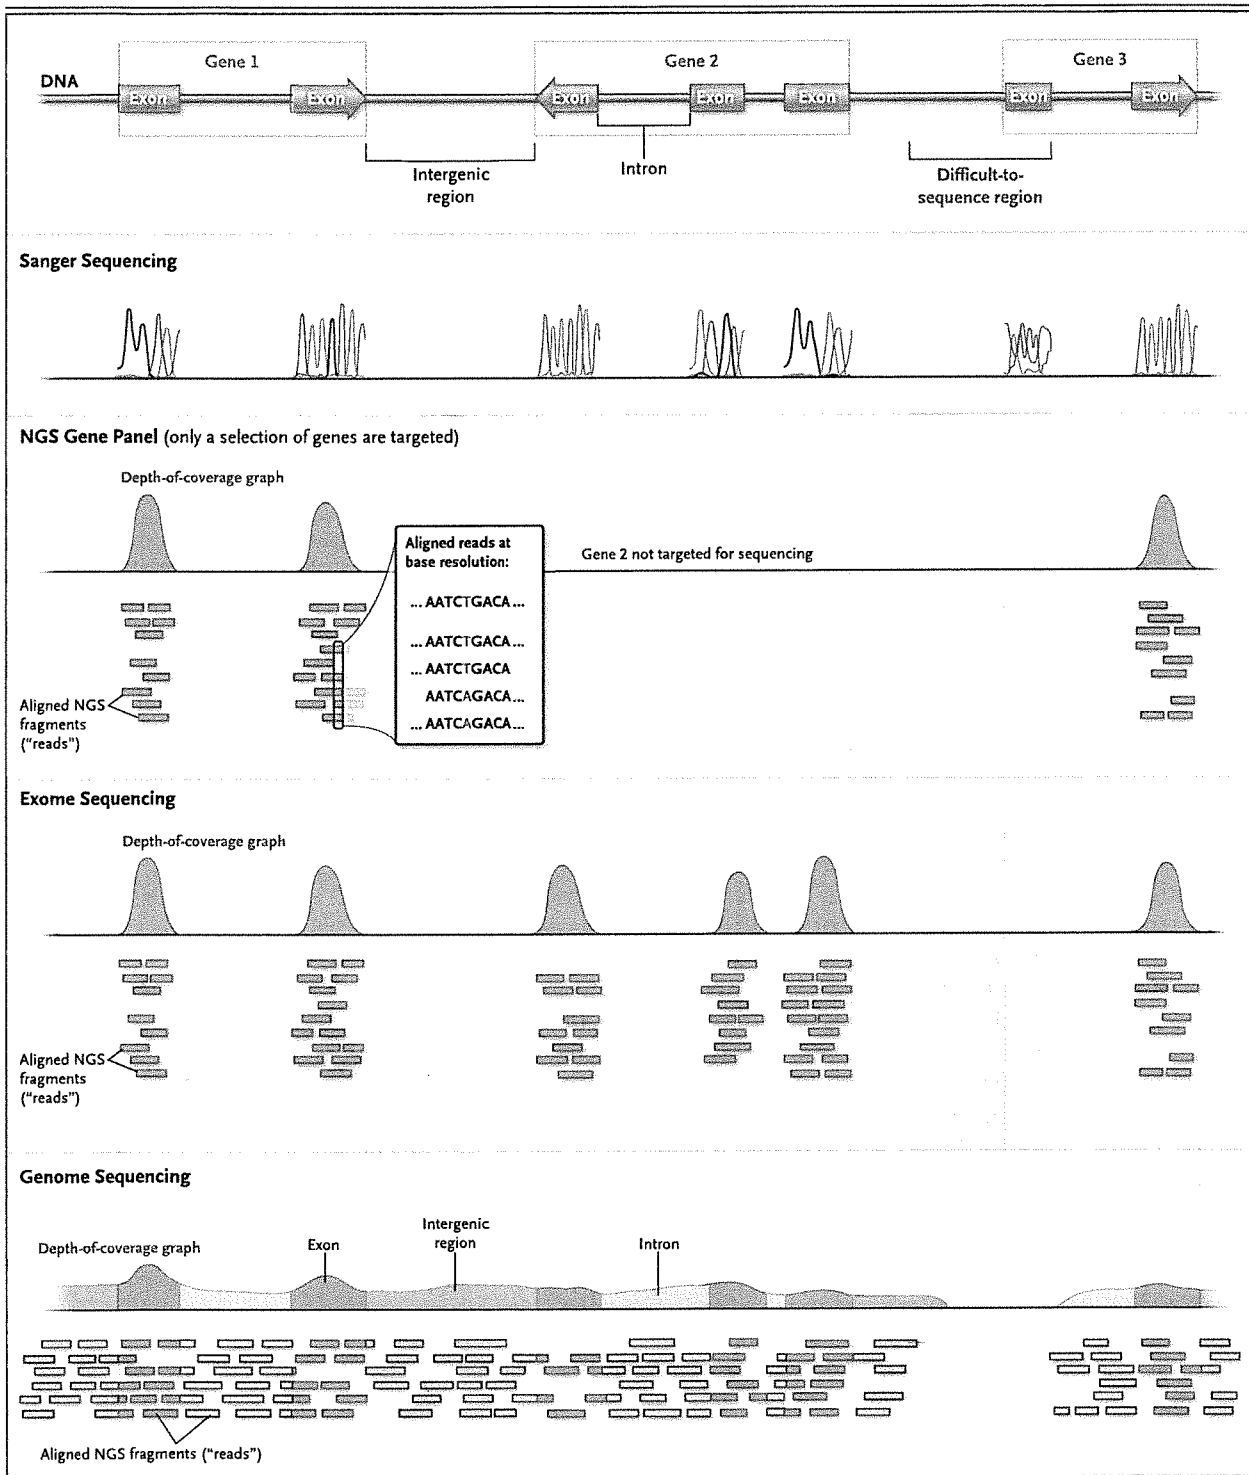 Gene 1
Gene 2
Gene 3
DNA
Exon
Exon
Exon
Exon
Exon
Exon
Exon
Intergenic
region
Intron
Difficult-to-
sequence region
Sanger Sequencing
NGS Gene Panel (only a selection of genes are targeted)
Depth-of-coverage graph
Aligned reads at
base resolution:
... AATCTGACA ...
... AATCTGACA ...
... AATCTGACA
AATCAGACA ...
... AATCAGACA ...
Gene 2 not targeted for sequencing
Aligned NGS
fragments
("reads")
Exome Sequencing
Depth-of-coverage graph
Aligned NGS
fragments
("reads")
Genome Sequencing
Depth-of-coverage graph
Exon
Intergenic
region
Intron
Aligned NGS fragments ("reads")